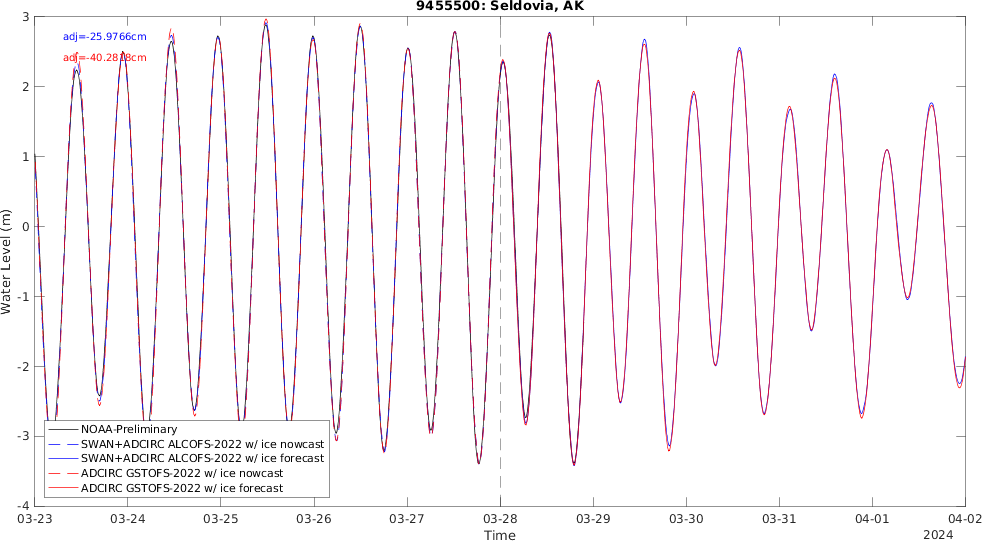 9455500: Seldovia, AK
adj=-25.9766cm
adj=-40.2818cm
3
2
1
0
-1
-2
-3
-4
Water Level (m)
NOAA-Preliminary
SWAN+ADCIRC ALCOFS-2022 w/ ice nowcast
SWAN+ADCIRC ALCOFS-2022 w/ ice forecast
ADCIRC GSTOFS-2022 w/ ice nowcast
ADCIRC GSTOFS-2022 w/ ice forecast
03-23 03-24 03-25 03-26 03-27 03-28 03-29 03-30 03-31 04-01 04-02
Time
2024